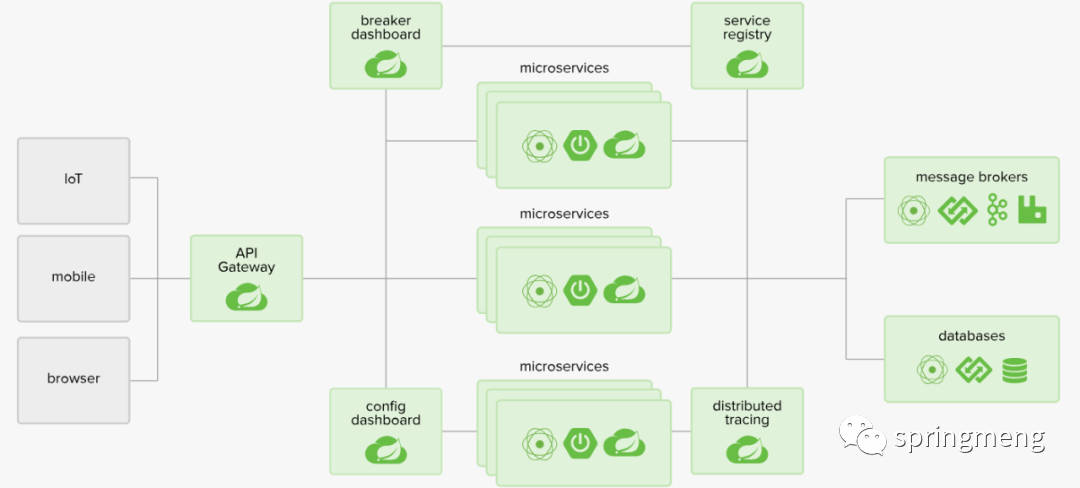 breaker
dashboard
service
registry
microservices
IoT
mobile
browser
API
Gateway
microservices
message brokers
databases
microservices
config
dashboard
distributed
tracing
springmeng